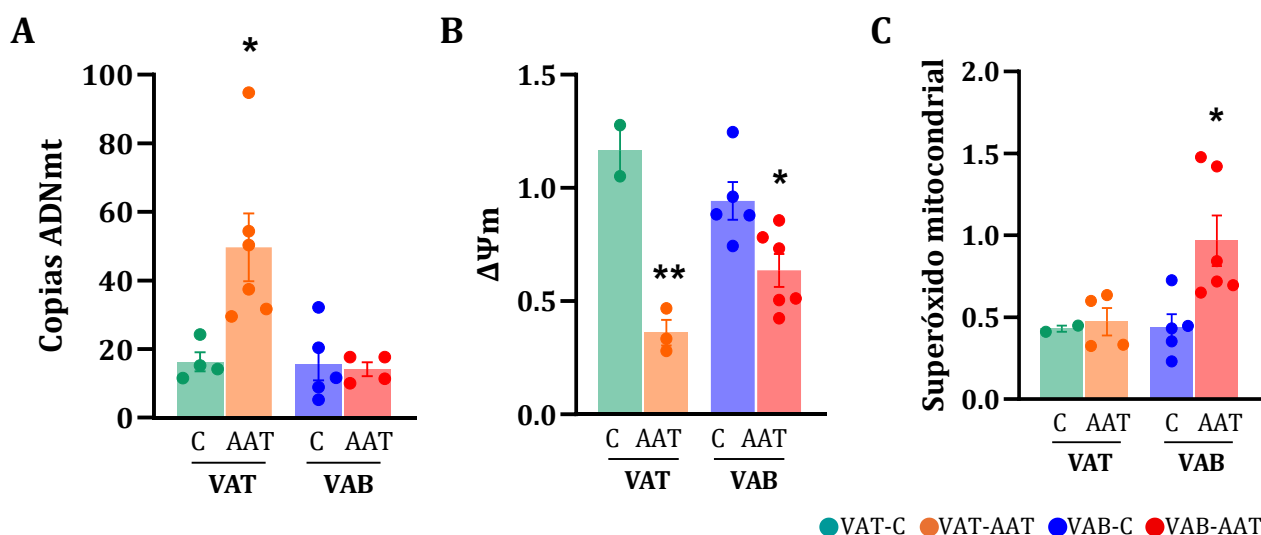 A
Copias ADNmt
100
80
60
40
20
0
*
C AAT C AAT
VAT VAB
B
ΔΨm
1.5
1.0
0.5
0.0
** *
C AAT C AAT
VAT VAB
C
Superóxido mitocondrial
2.0
1.5
1.0
0.5
0.0
*
C AAT C AAT
VAT VAB
VAT-C VAT-AAT VAB-C VAB-AAT